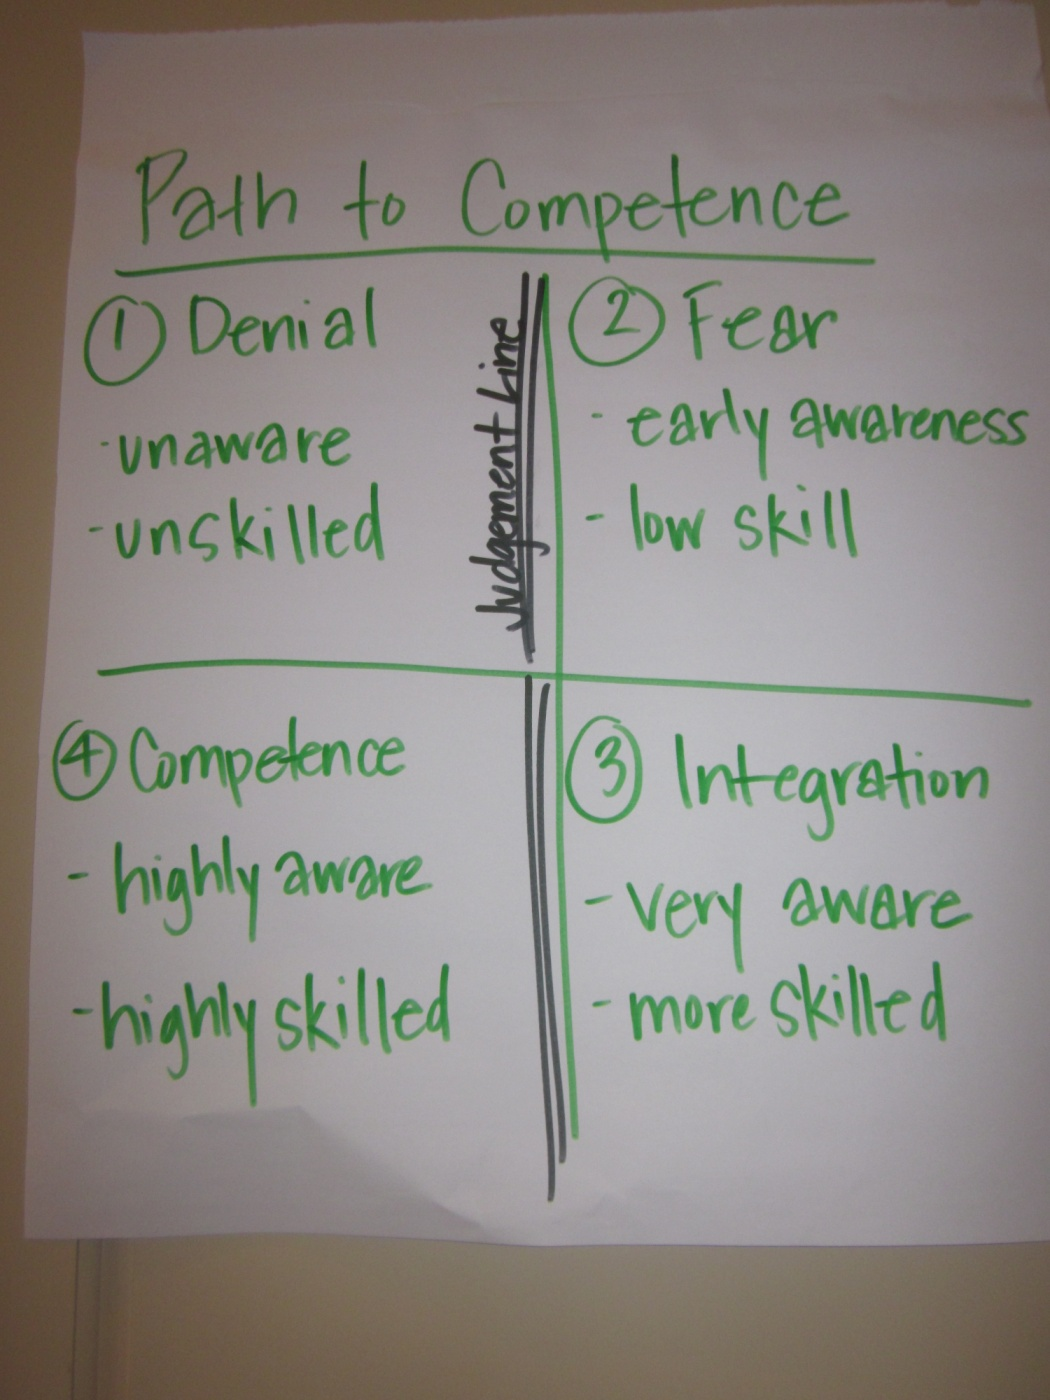 Path to Competence
1 Denial
- unaware
- unskilled
Judgement Line
2 Fear
- early awareness
- low skill
4 Competence
- highly aware
- highly skilled
3 Integration
- very aware
- more skilled